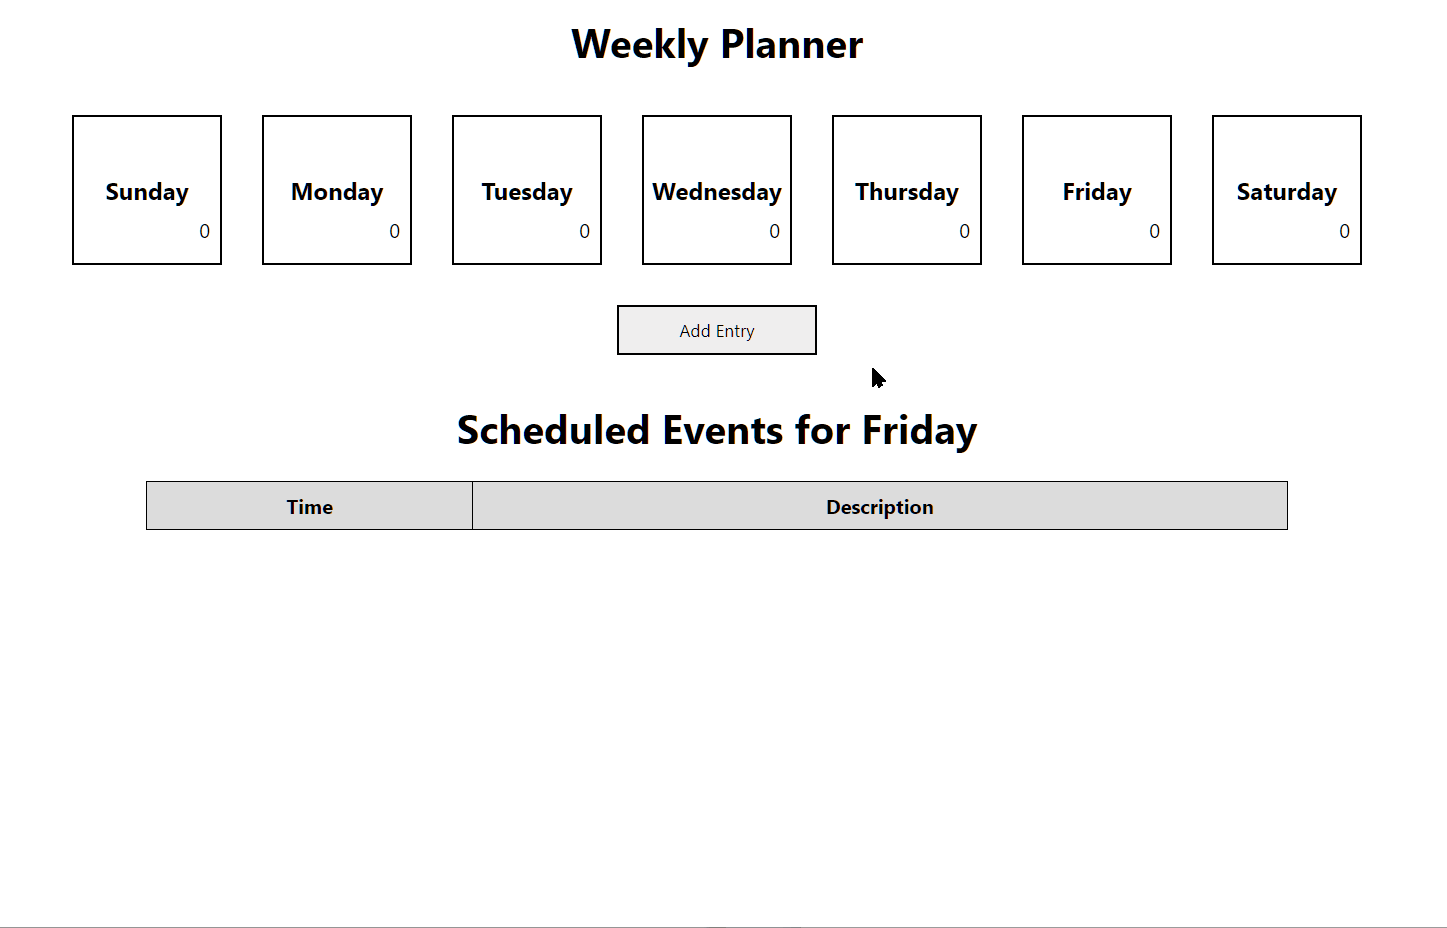 Weekly Planner
Sunday Monday Tuesday Wednesday Thursday Friday Saturday
0 0 0 0 0 0 0
Add Entry
Scheduled Events for Friday
Time Description